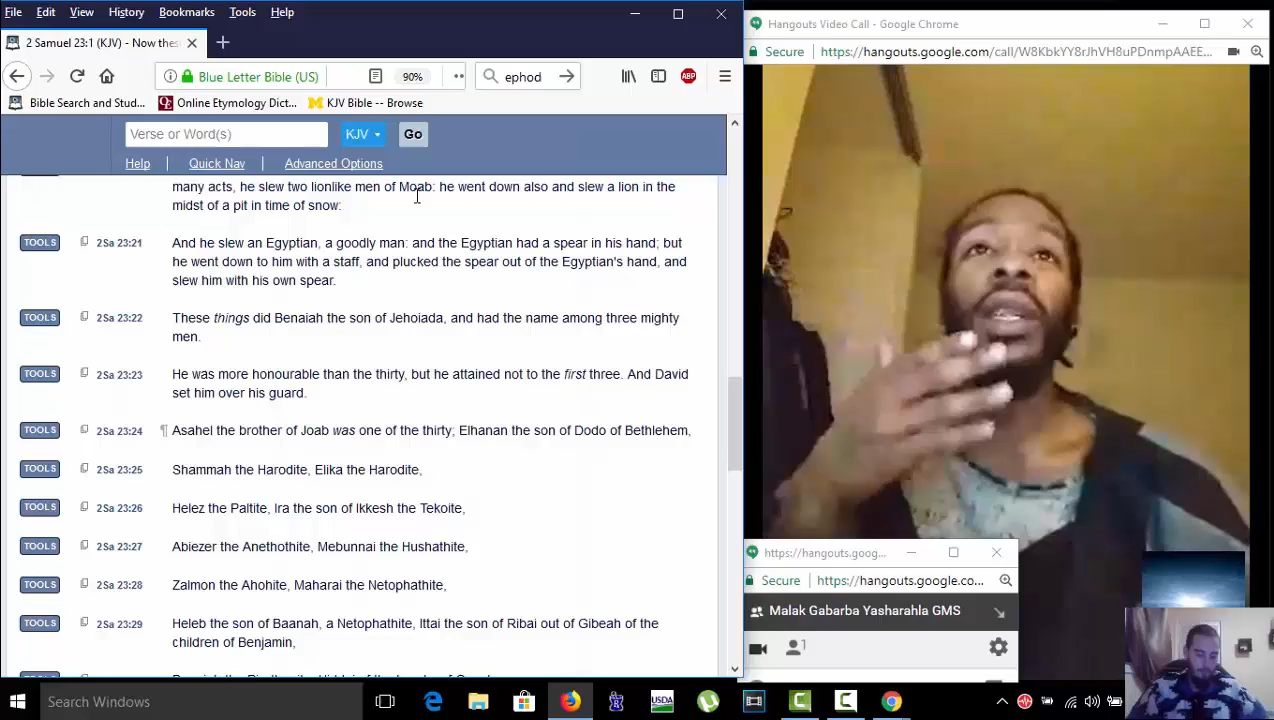 File Edit View History Bookmarks Tools Help
2 Samuel 23:1 (KJV) - Now thes
Blue Letter Bible (US) 90% ephod ABP
Bible Search and Stud... Online Etymology Dict... KJV Bible -- Browse
Verse or Word(s) KJV Go
Help Quick Nav Advanced Options
many acts, he slew two lionlike men of Moab: he went down also and slew a lion in the
midst of a pit in time of snow:
TOOLS 2Sa 23:21 And he slew an Egyptian, a goodly man: and the Egyptian had a spear in his hand; but
he went down to him with a staff, and plucked the spear out of the Egyptian's hand, and
slew him with his own spear.
TOOLS 2Sa 23:22 These things did Benaiah the son of Jehoiada, and had the name among three mighty
men.
TOOLS 2Sa 23:23 He was more honourable than the thirty, but he attained not to the first three. And David
set him over his guard.
TOOLS 2Sa 23:24 ¶ Asahel the brother of Joab was one of the thirty; Elhanan the son of Dodo of Bethlehem,
TOOLS 2Sa 23:25 Shammah the Harodite, Elika the Harodite,
TOOLS 2Sa 23:26 Helez the Paltite, Ira the son of Ikkesh the Tekoite,
TOOLS 2Sa 23:27 Abiezer the Anethothite, Mebunnai the Hushathite,
TOOLS 2Sa 23:28 Zalmon the Ahohite, Maharai the Netophathite,
TOOLS 2Sa 23:29 Heleb the son of Baanah, a Netophathite, Ittai the son of Ribai out of Gibeah of the
children of Benjamin,
Hangouts Video Call - Google Chrome
Secure https://hangouts.google.com/call/W8KbkYY8rJhVH8uPDnmpAAEE...
https://hangouts.goog...
Secure https://hangouts.google.co...
Malak Gabarba Yasharahla GMS
1
Search Windows USDA